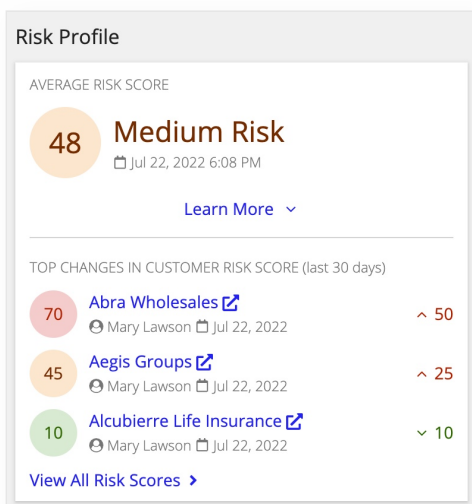 Risk Profile
AVERAGE RISK SCORE
48
Medium Risk
Jul 22, 2022 6:08 PM
Learn More
TOP CHANGES IN CUSTOMER RISK SCORE (last 30 days)
70
Abra Wholesales
50
Mary Lawson Jul 22, 2022
45
Aegis Groups
25
Mary Lawson Jul 22, 2022
10
Alcubierre Life Insurance
10
Mary Lawson Jul 22, 2022
View All Risk Scores